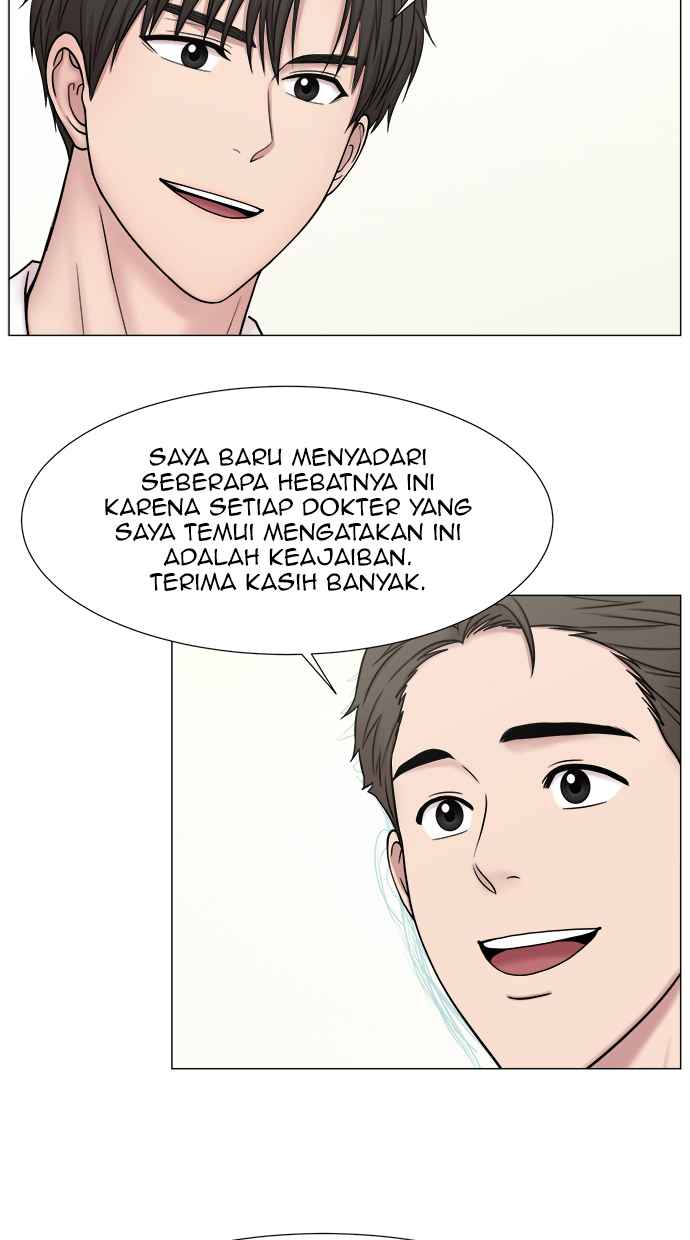 SAYA BARU MENYADARI
SEBERAPA HEBATNYA INI
KARENA SETIAP DOKTER YANG
SAYA TEMUI MENGATAKAN INI
ADALAH KEAJAIBAN.
TERIMA KASIH BANYAK.